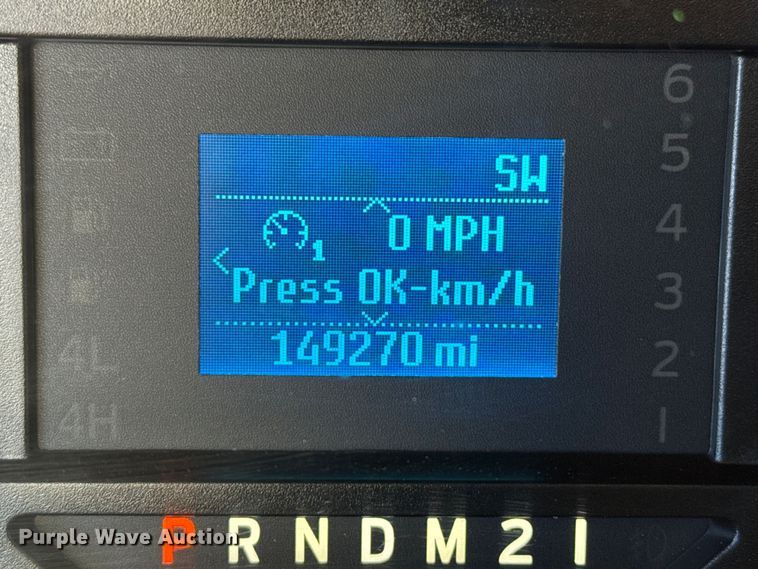 6
SW
5
0 MPH
4
1
Press OK-km/h
3
149270 mi
2
4H
1
P R N D M 2 1
Purple Wave Auction